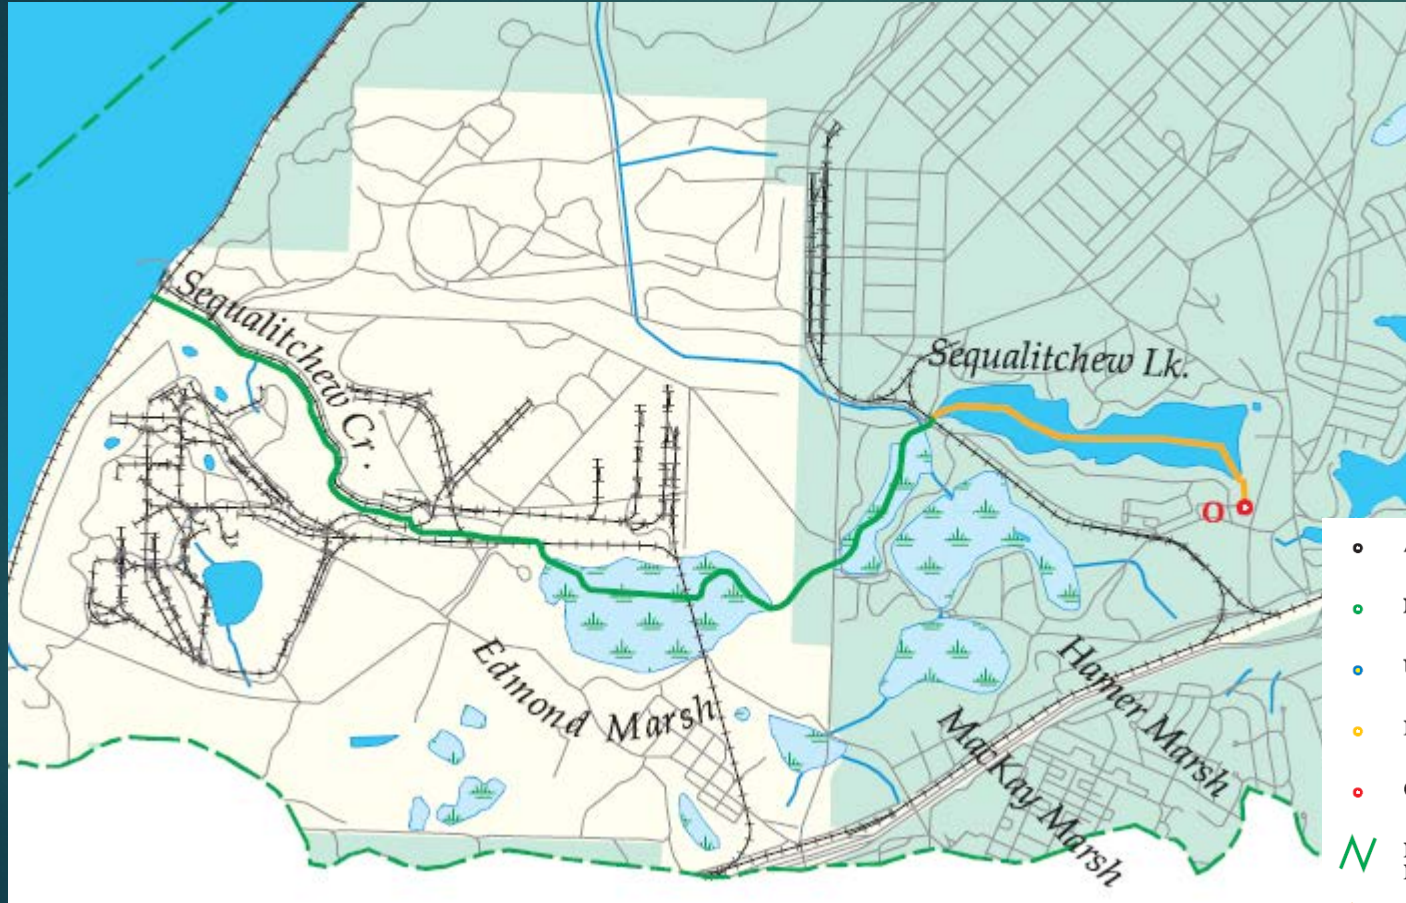 Sequalitchew Cr.
Sequalitchew Lk.
O
Edmond Marsh
Hamer Marsh
MacKay Marsh